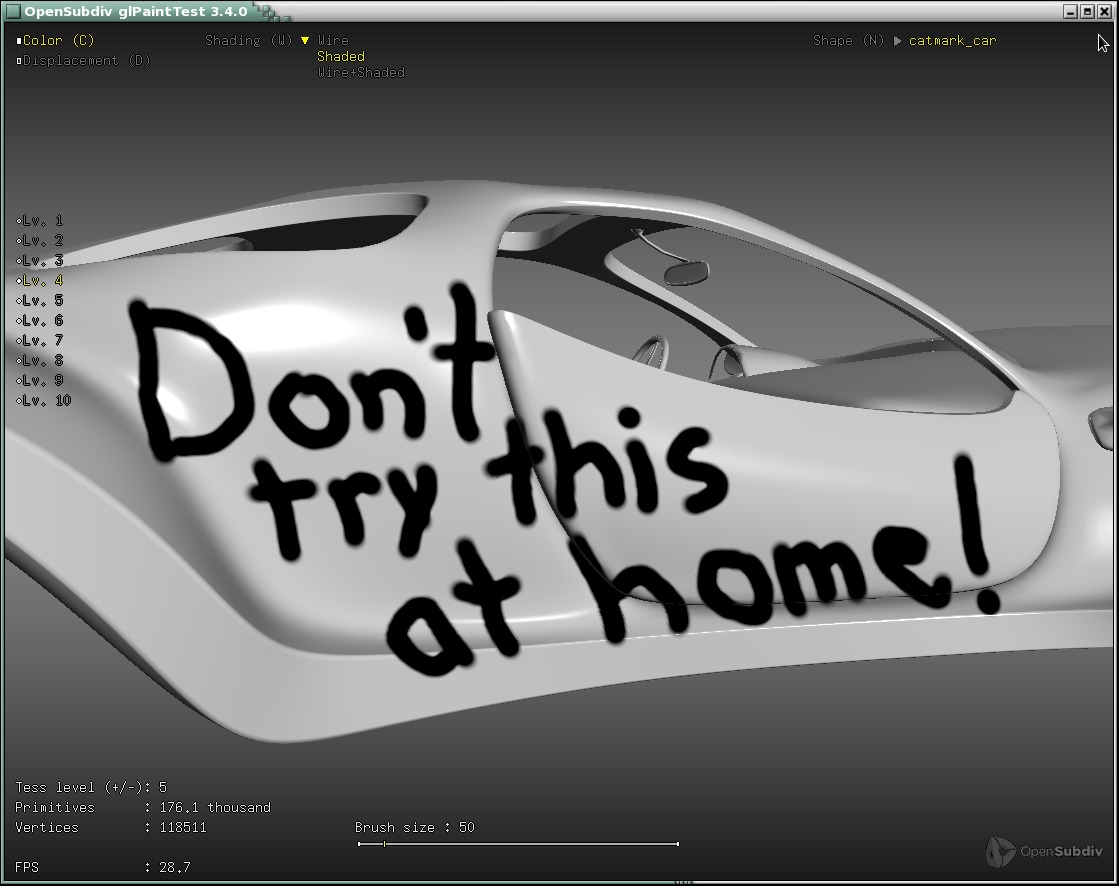 OpenSubdiv glPaintTest 3.4.0
Color (C)
Displacement (D)
Shading (W) ▼ Wire
Shaded
Wire+Shaded
Shape (N) ▶ catmark_car
Lv. 1
Lv. 2
Lv. 3
Lv. 4
Lv. 5
Lv. 6
Lv. 7
Lv. 8
Lv. 9
Lv. 10
Don't
try this
at home!
Tess level (+/-): 5
Primitives : 176.1 thousand
Vertices : 118511
FPS : 28.7
Brush size : 50
OpenSubdiv